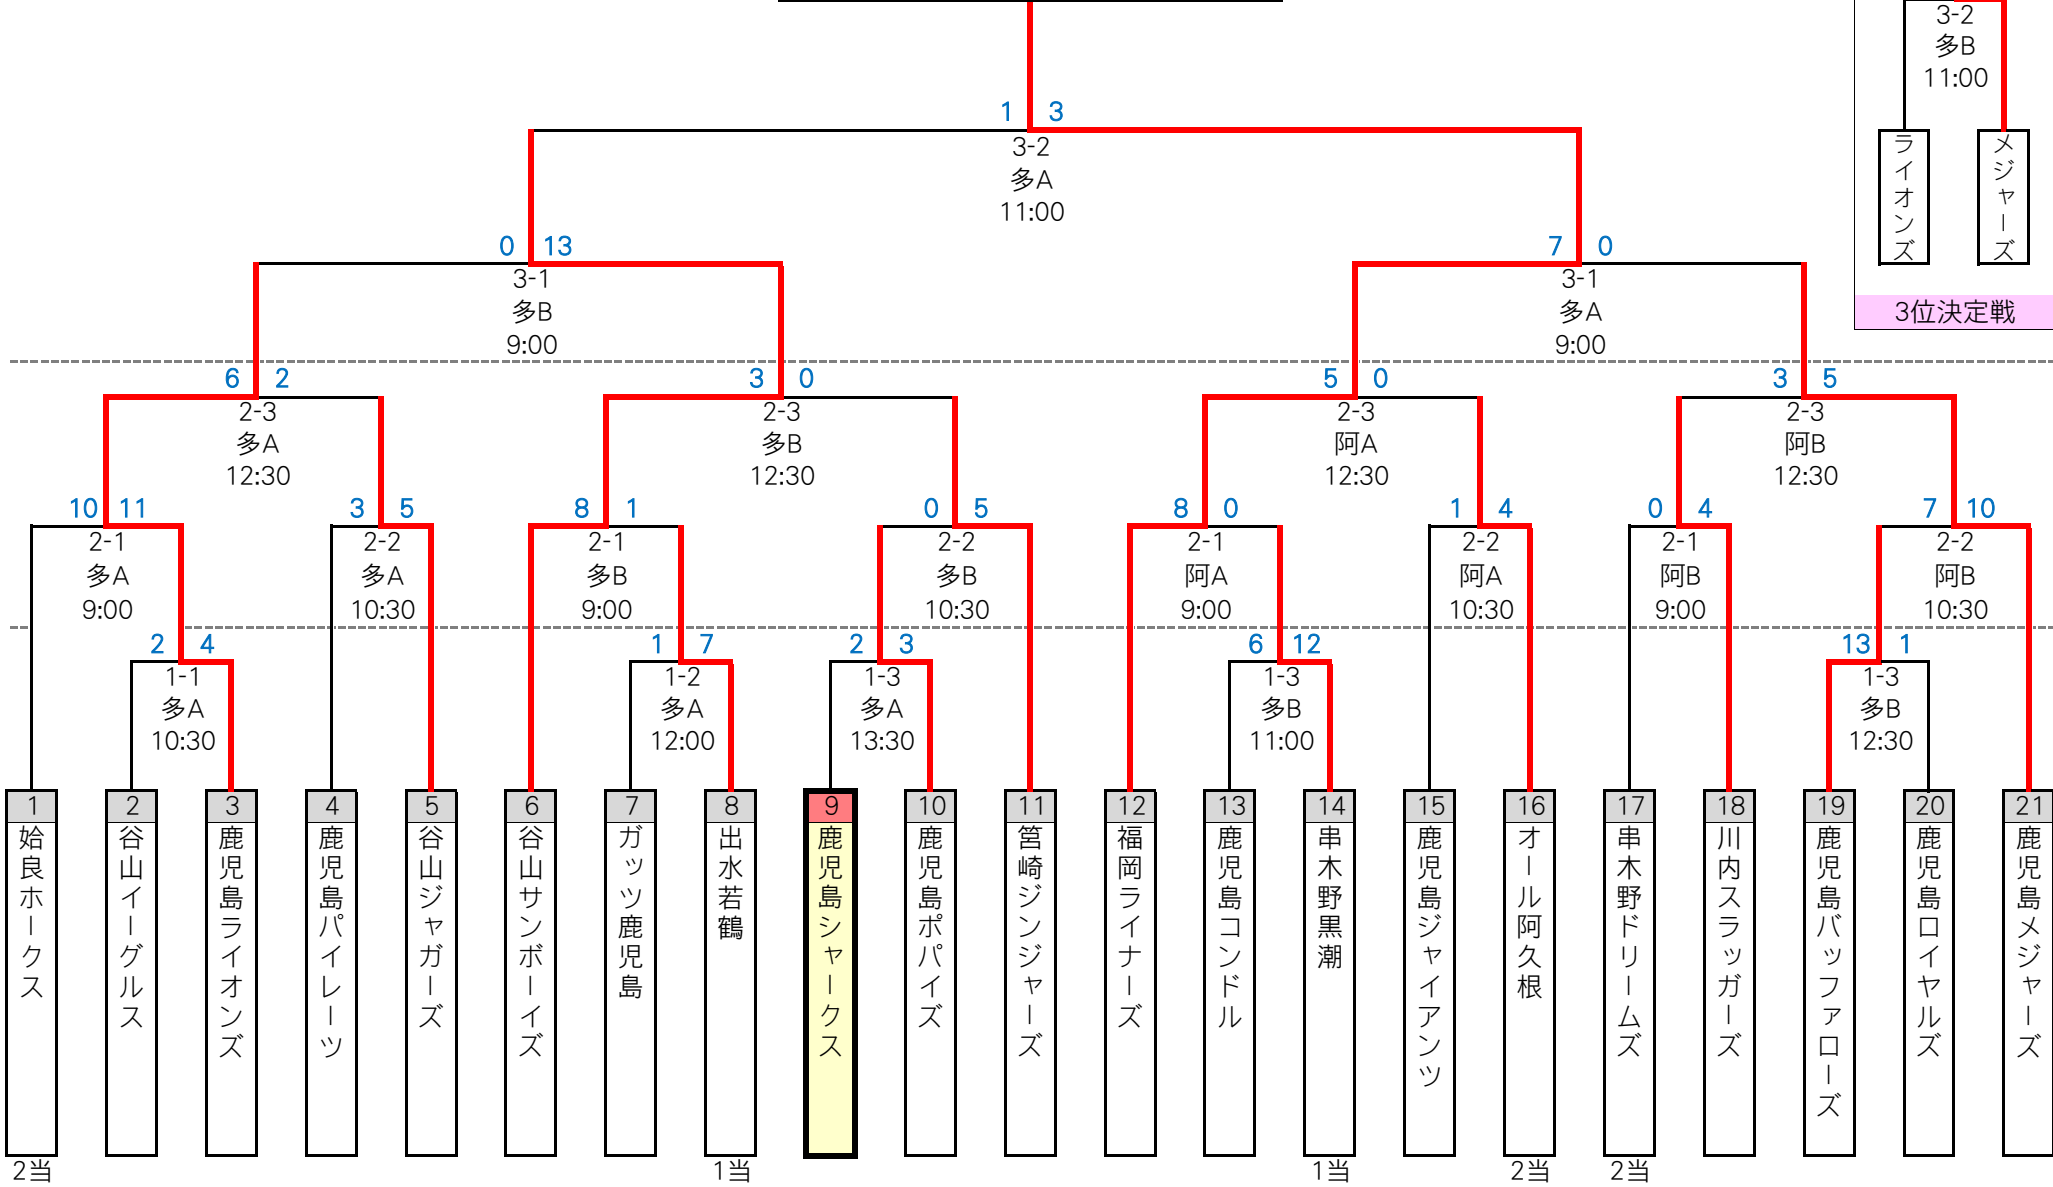 3-2
多B
11:00
ライオンズ
メジャーズ
3位決定戦
1 3
3-2
多A
11:00
0 13
3-1
多B
9:00
7 0
3-1
多A
9:00
6 2
2-3
多A
12:30
3 0
2-3
多B
12:30
5 0
2-3
阿A
12:30
3 5
2-3
阿B
12:30
10 11
2-1
多A
9:00
3 5
2-2
多A
10:30
8 1
2-1
多B
9:00
0 5
2-2
多B
10:30
8 0
2-1
阿A
9:00
1 4
2-2
阿A
10:30
0 4
2-1
阿B
9:00
7 10
2-2
阿B
10:30
2 4
1-1
多A
10:30
1 7
1-2
多A
12:00
2 3
1-3
多A
13:30
6 12
1-3
多B
11:00
13 1
1-3
多B
12:30
1
姶良ホークス
2当
2
谷山イーグルス
3
鹿児島ライオンズ
4
鹿児島パイレーツ
5
谷山ジャガーズ
6
谷山サンボーイズ
7
ガッツ鹿児島
8
出水若鶴
1当
9
鹿児島シャークス
10
鹿児島ポパイズ
11
宮崎ジンジャーズ
12
福岡ライナーズ
13
鹿児島コンドル
14
串木野黒潮
1当
15
鹿児島ジャイアンツ
16
オール阿久根
2当
17
串木野ドリームズ
2当
18
川内スラッガーズ
19
鹿児島バッファローズ
20
鹿児島ロイヤルズ
21
鹿児島メジャーズ